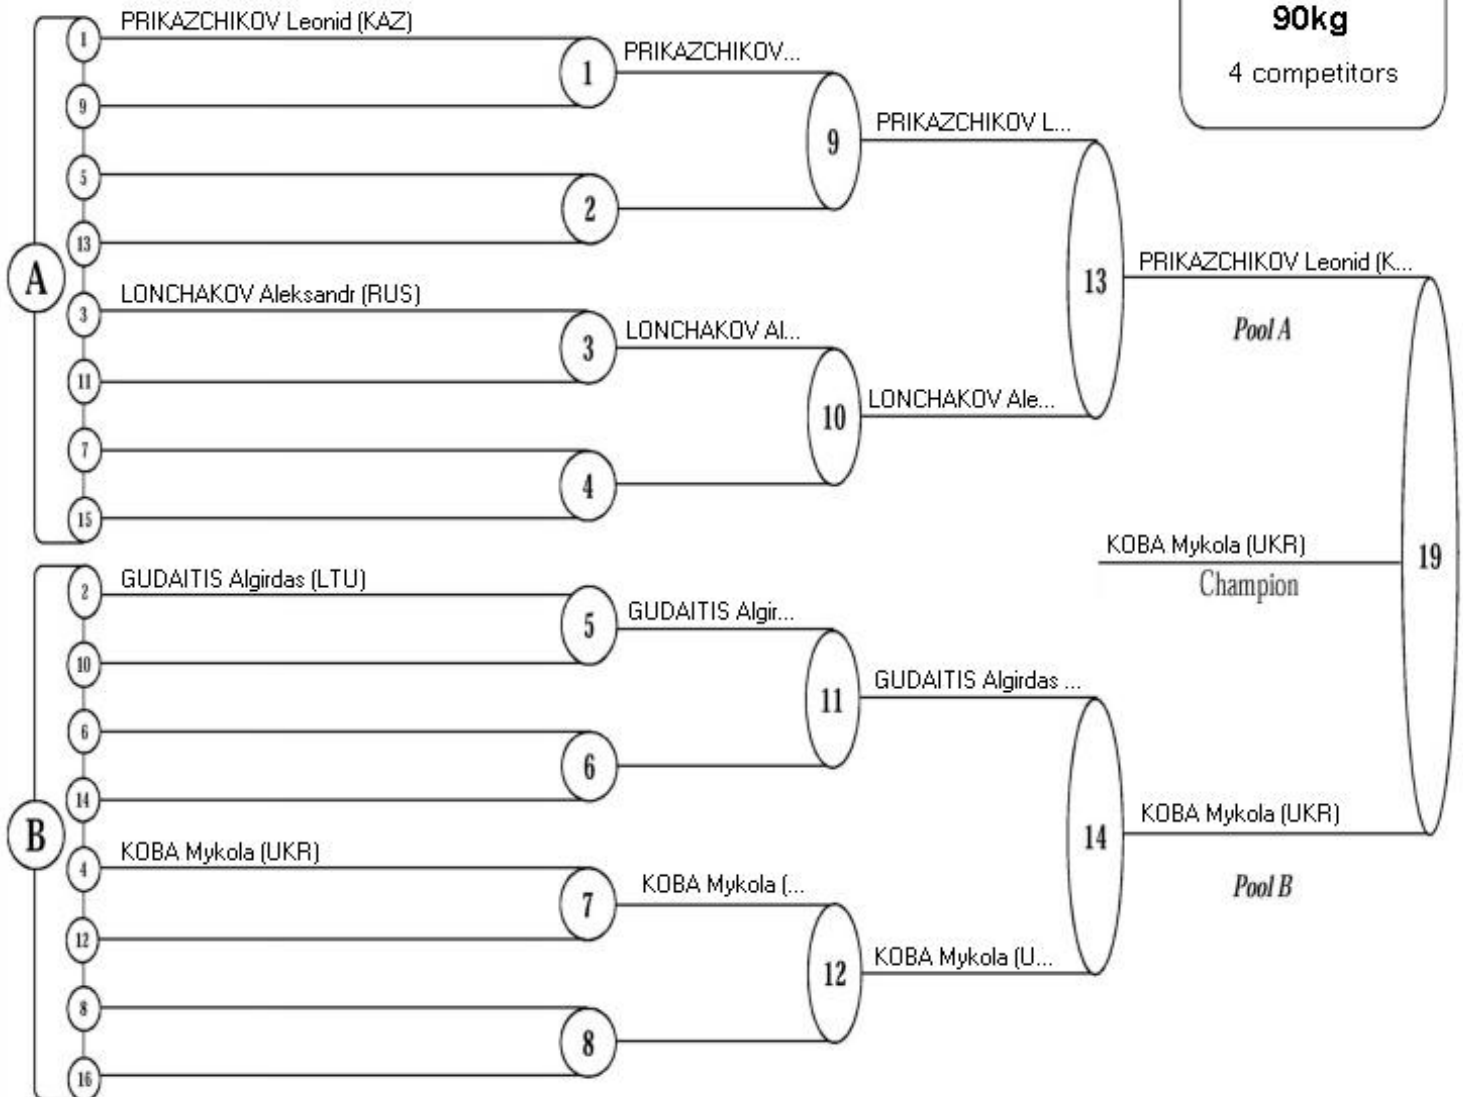 90kg
4 competitors
PRIKAZCHIKOV Leonid (KAZ)
1
9
5
13
LONCHAKOV Aleksandr (RUS)
3
11
7
15
A
GUDAITIS Algirdas (LTU)
2
10
6
14
KOBA Mykola (UKR)
4
12
8
16
B
1
2
3
4
5
6
7
8
PRIKAZCHIKOV...
LONCHAKOV Al...
GUDAITIS Algir...
KOBA Mykola (...
9
10
11
12
PRIKAZCHIKOV L...
LONCHAKOV Ale...
GUDAITIS Algirdas ...
KOBA Mykola (U...
13
14
PRIKAZCHIKOV Leonid (K...
Pool A
KOBA Mykola (UKR)
Champion
KOBA Mykola (UKR)
Pool B
19